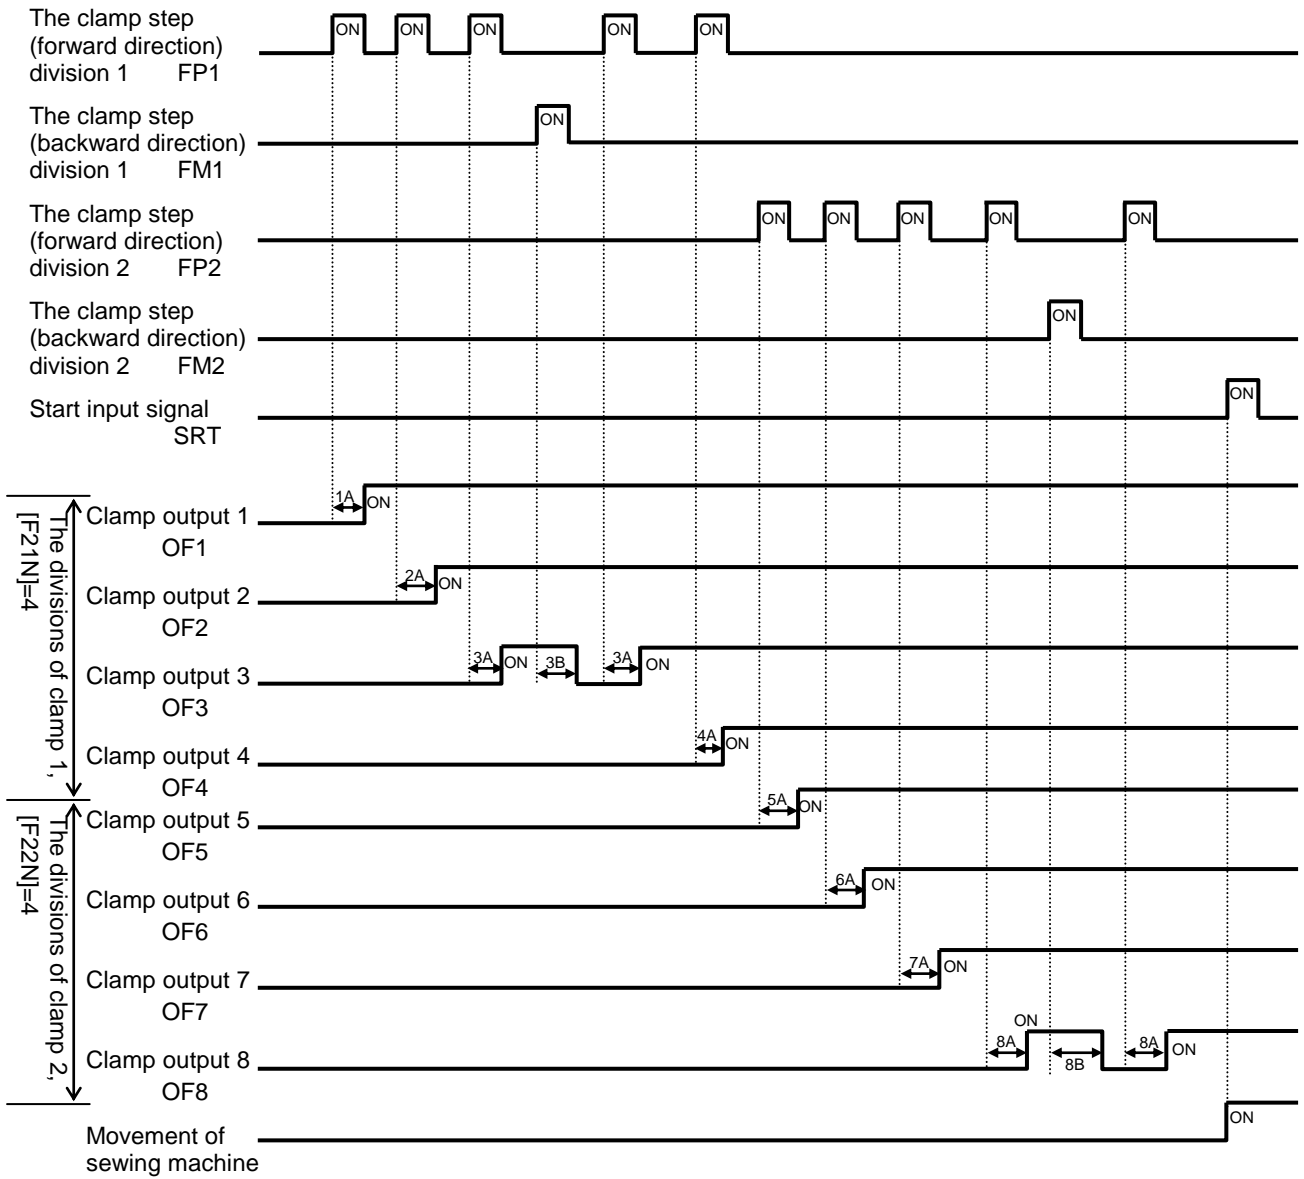 The clamp step
(forward direction)
division 1 FP1
ON ON ON ON ON
The clamp step
(backward direction)
division 1 FM1
ON
The clamp step
(forward direction)
division 2 FP2
ON ON ON ON ON
The clamp step
(backward direction)
division 2 FM2
ON
Start input signal
SRT
ON
The divisions of clamp 1,
[F21N]=4
Clamp output 1
OF1
1A ON
Clamp output 2
OF2
2A ON
Clamp output 3
OF3
3A ON 3B 3A ON
Clamp output 4
OF4
4A ON
The divisions of clamp 2,
[F22N]=4
Clamp output 5
OF5
5A ON
Clamp output 6
OF6
6A ON
Clamp output 7
OF7
7A ON
Clamp output 8
OF8
8A ON 8B 8A ON
Movement of
sewing machine
ON